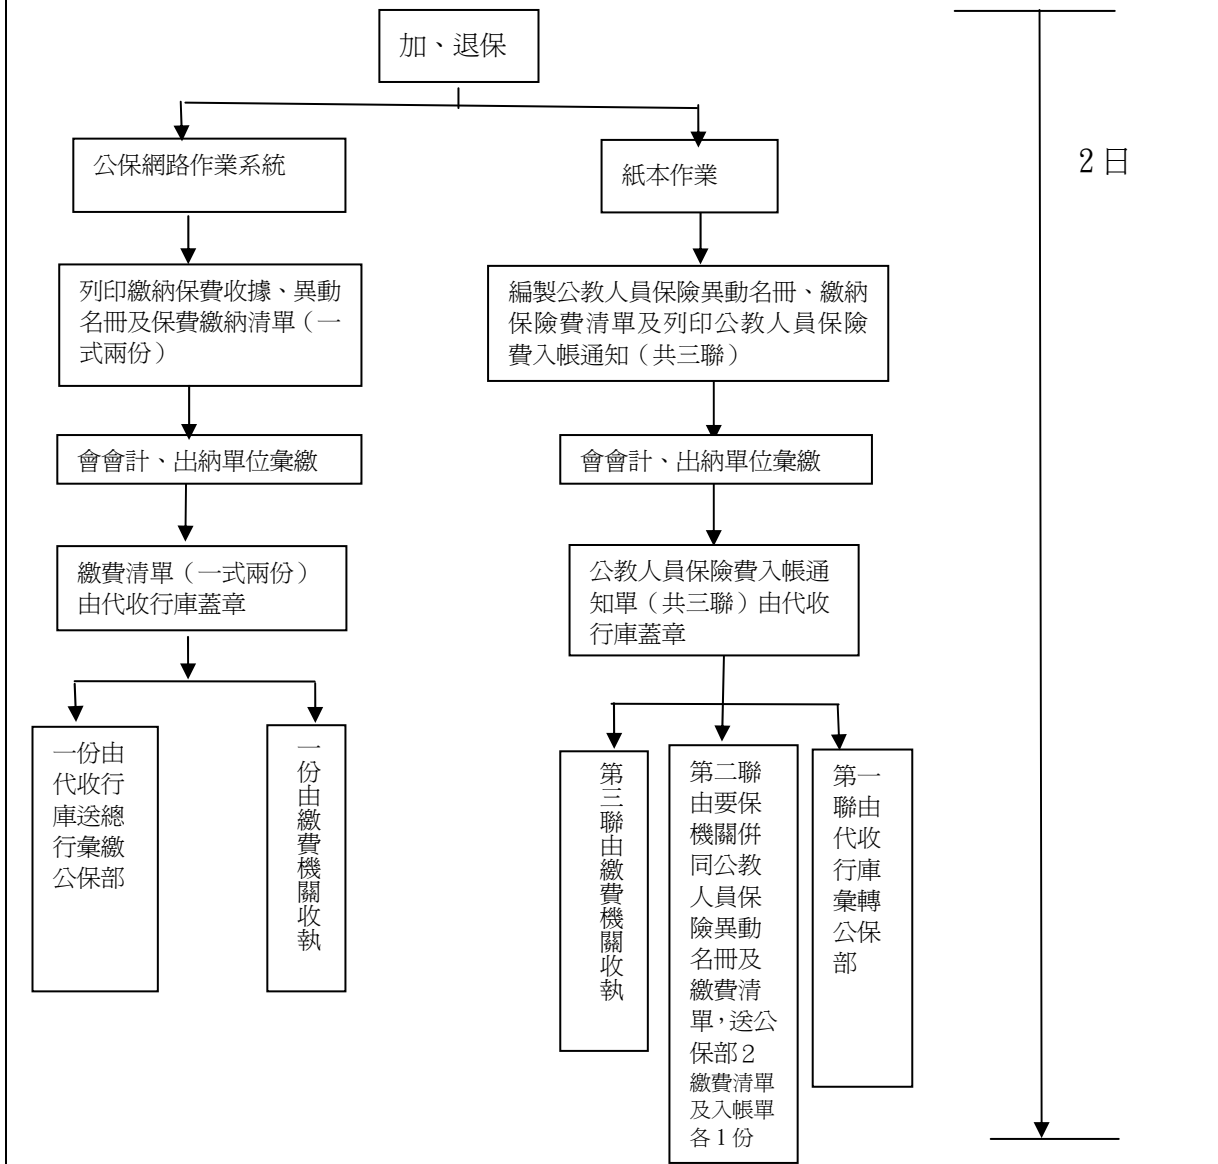 加、退保
2日
公保網路作業系統
紙本作業
列印繳納保費收據、異動
名冊及保費繳納清單（一
式兩份）
編製公教人員保險異動名冊、繳納
保險費清單及列印公教人員保險
費入帳通知（共三聯）
會會計、出納單位彙繳
會會計、出納單位彙繳
繳費清單（一式兩份）
由代收行庫蓋章
公教人員保險費入帳通
知單（共三聯）由代收
行庫蓋章
一份由
代收行
庫送總
行彙繳
公保部
一份由繳費機關收執
第三聯由繳費機關收執
第二聯
由要保
機關併
同公教
人員保
險異動
名冊及
繳費清
單，送公
保部2
繳費清單
及入帳單
各1份
第一
聯由
代收
行庫
彙轉
公保
部